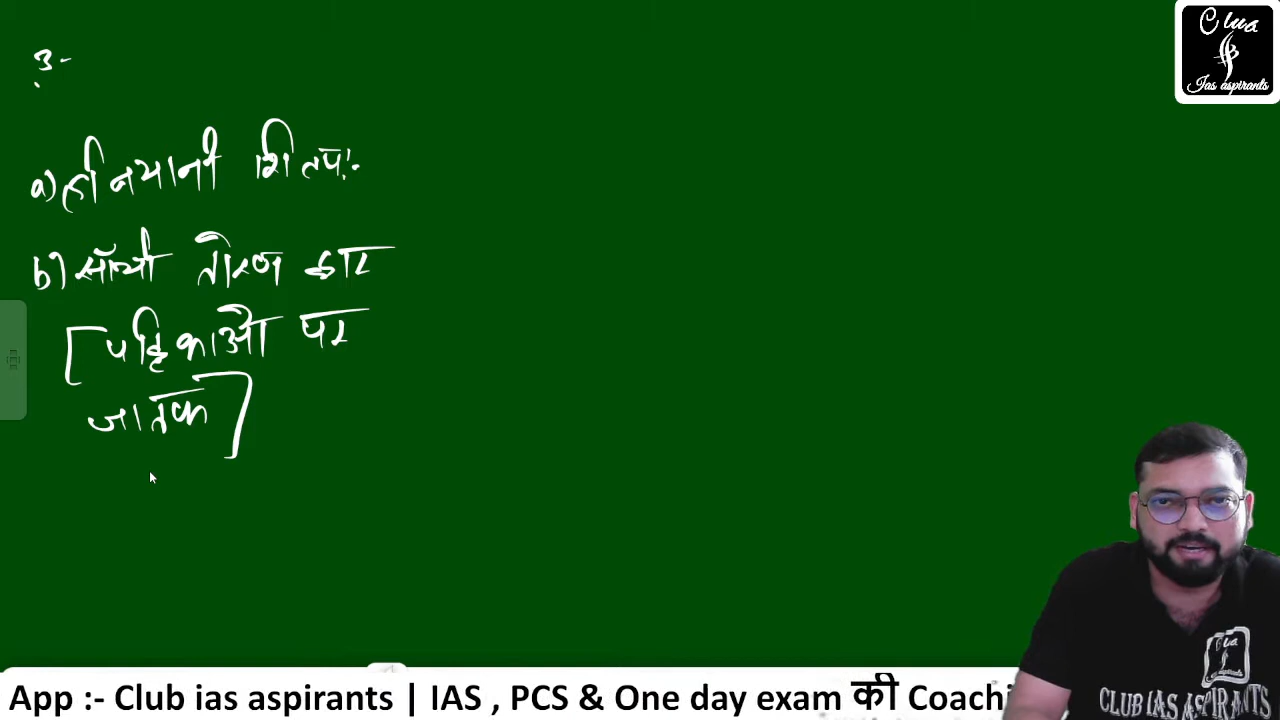 3-
a) हीनयानी शिल्प:-
b) साँची तोरण द्वार
[पट्टिकाओं पर
जातक]
Club
Ias aspirants
App :- Club ias aspirants | IAS , PCS & One day exam की Coachi
Club
CLUB IAS ASPIRANTS